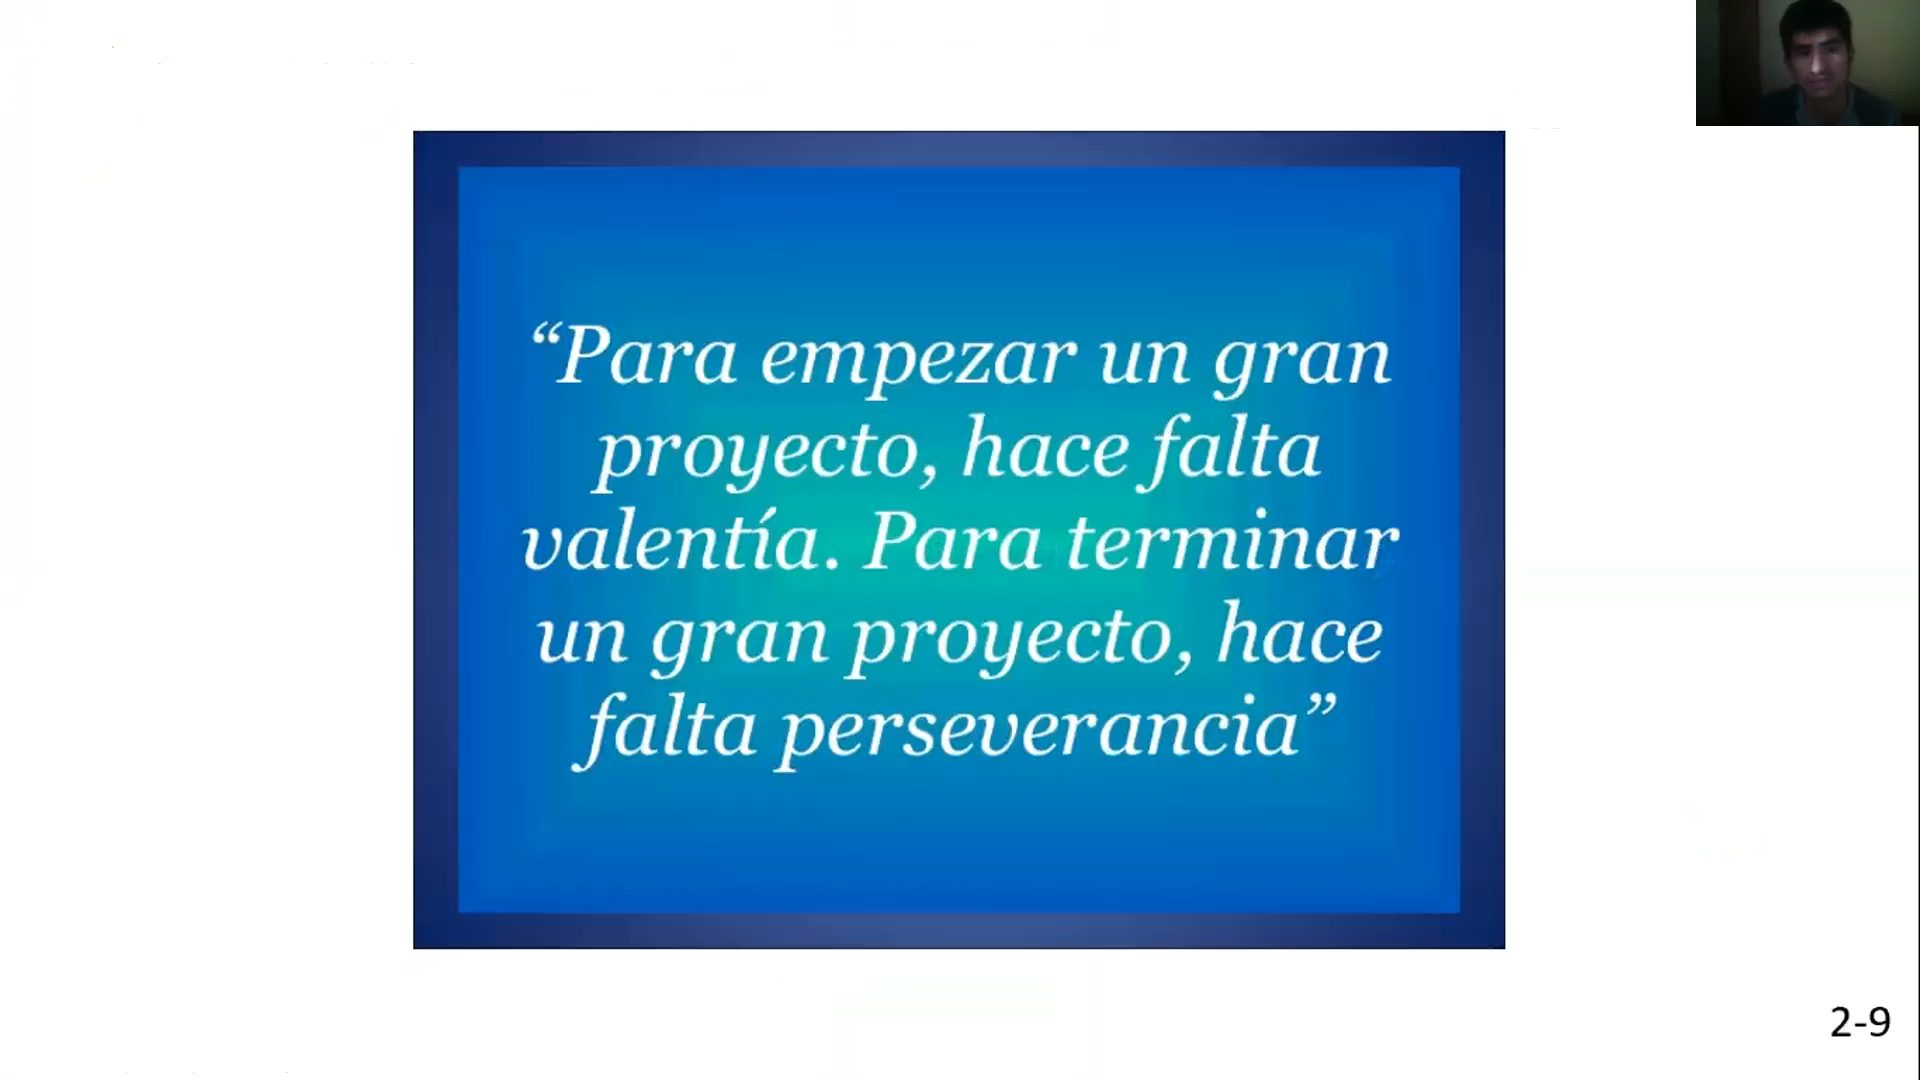 “Para empezar un gran
proyecto, hace falta
valentía. Para terminar
un gran proyecto, hace
falta perseverancia”
2-9